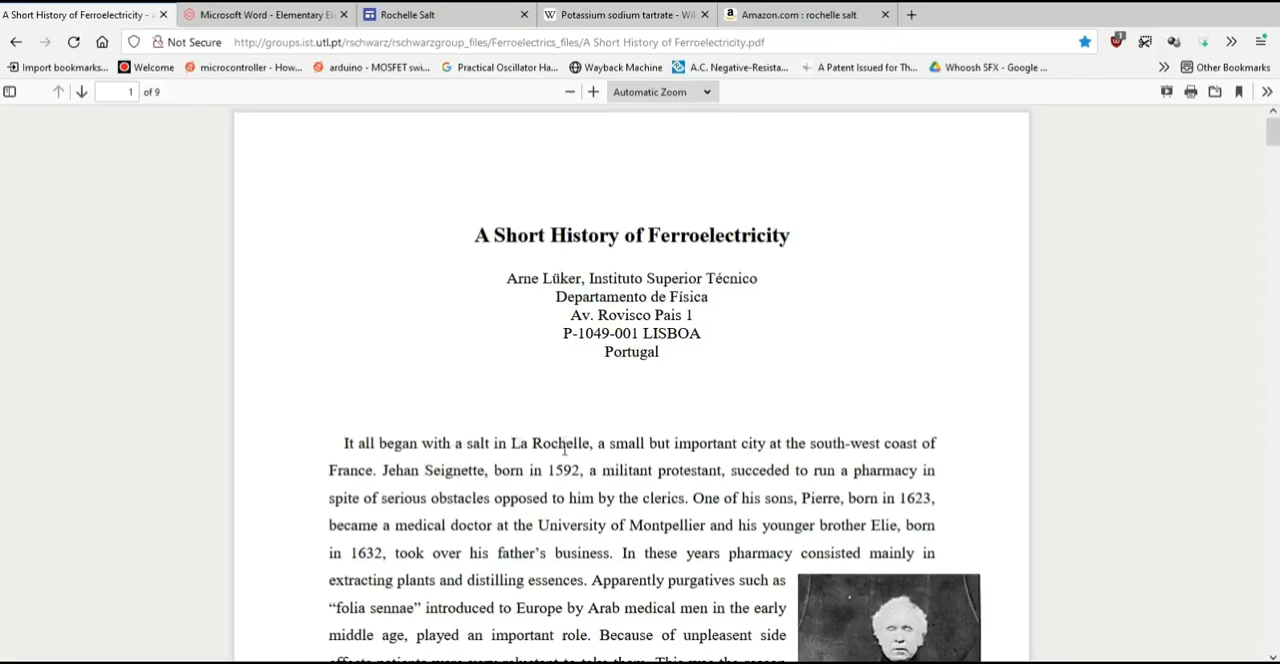 A Short History of Ferroelectricity -
Microsoft Word - Elementary El
Rochelle Salt
W Potassium sodium tartrate - Wi
Amazon.com : rochelle salt
Not Secure http://groups.ist.utl.pt/rschwarz/rschwarzgroup_files/Ferroelectrics_files/A Short History of Ferroelectricity.pdf
Import bookmarks... Welcome microcontroller - How... arduino - MOSFET swi... Practical Oscillator Ha... Wayback Machine A.C. Negative-Resista... A Patent Issued for Th... Whoosh SFX - Google ... Other Bookmarks
1 of 9 Automatic Zoom
A Short History of Ferroelectricity
Arne Lüker, Instituto Superior Técnico
Departamento de Física
Av. Rovisco Pais 1
P-1049-001 LISBOA
Portugal
It all began with a salt in La Rochelle, a small but important city at the south-west coast of
France. Jehan Seignette, born in 1592, a militant protestant, succeded to run a pharmacy in
spite of serious obstacles opposed to him by the clerics. One of his sons, Pierre, born in 1623,
became a medical doctor at the University of Montpellier and his younger brother Elie, born
in 1632, took over his father's business. In these years pharmacy consisted mainly in
extracting plants and distilling essences. Apparently purgatives such as
“folia sennae” introduced to Europe by Arab medical men in the early
middle age, played an important role. Because of unpleasent side